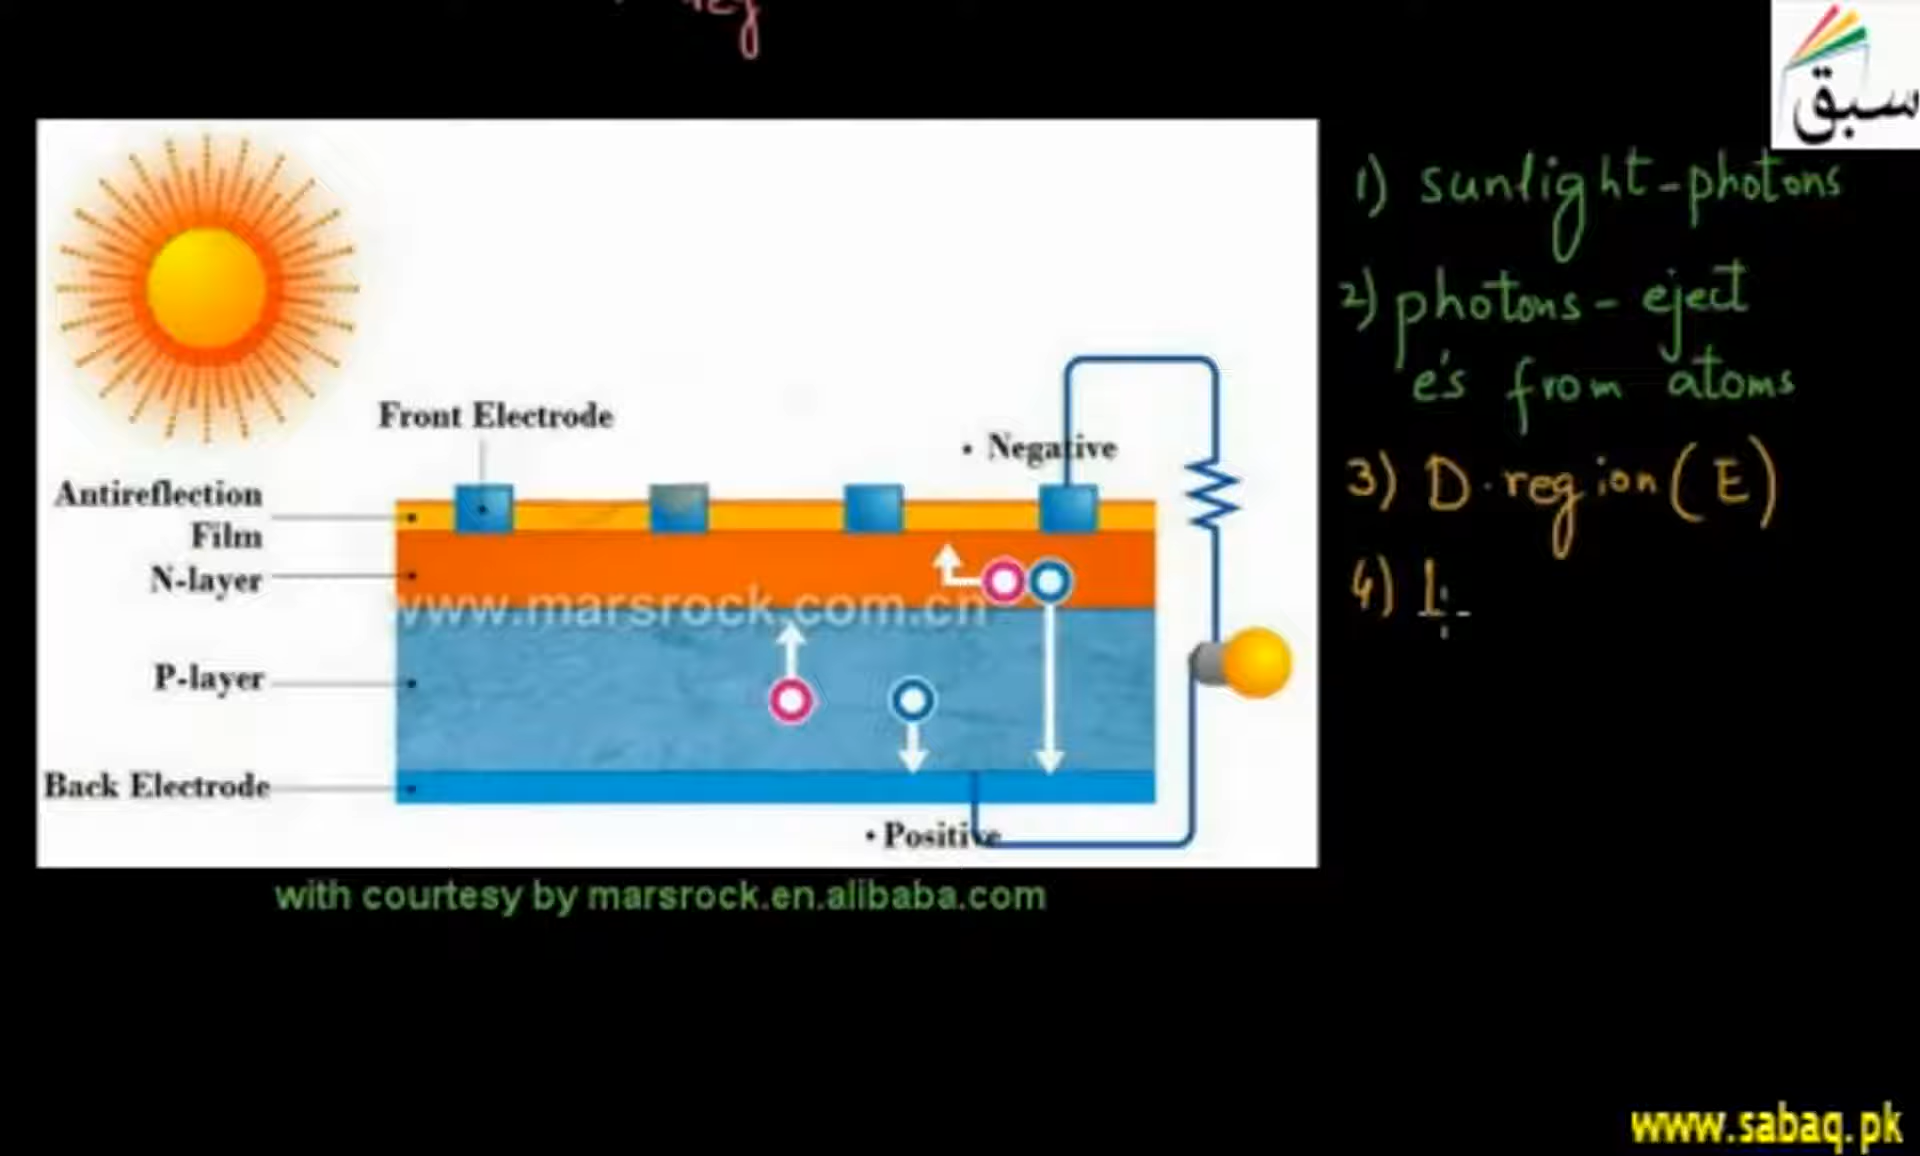 سبق
1) sunlight - photons
2) photons - eject
e's from atoms
3) D. region (E)
4)
Front Electrode
• Negative
Antireflection
Film
N-layer
www.marsrock.com.cn
P-layer
Back Electrode
• Positive
with courtesy by marsrock.en.alibaba.com
www.sabaq.pk